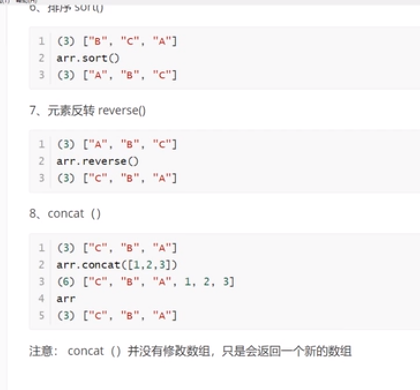 6、排序 sort()
1 (3) ["B", "C", "A"]
2 arr.sort()
3 (3) ["A", "B", "C"]
7、元素反转 reverse()
1 (3) ["A", "B", "C"]
2 arr.reverse()
3 (3) ["C", "B", "A"]
8、concat（）
1 (3) ["C", "B", "A"]
2 arr.concat([1,2,3])
3 (6) ["C", "B", "A", 1, 2, 3]
4 arr
5 (3) ["C", "B", "A"]
注意： concat（）并没有修改数组，只是会返回一个新的数组